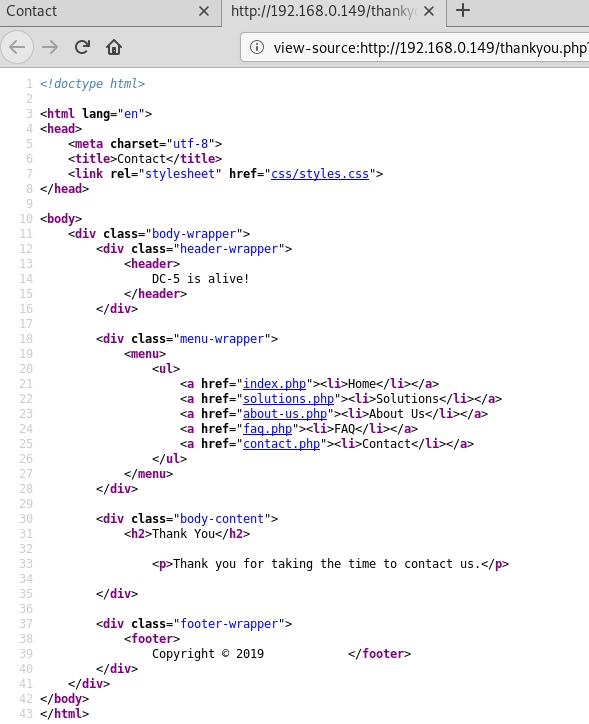 Contact
http://192.168.0.149/thankyo
view-source:http://192.168.0.149/thankyou.php?
1 <!doctype html>
2
3 <html lang="en">
4 <head>
5     <meta charset="utf-8">
6     <title>Contact</title>
7     <link rel="stylesheet" href="css/styles.css">
8 </head>
9
10 <body>
11     <div class="body-wrapper">
12         <div class="header-wrapper">
13             <header>
14                 DC-5 is alive!
15             </header>
16         </div>
17
18         <div class="menu-wrapper">
19             <menu>
20                 <ul>
21                     <a href="index.php"><li>Home</li></a>
22                     <a href="solutions.php"><li>Solutions</li></a>
23                     <a href="about-us.php"><li>About Us</li></a>
24                     <a href="faq.php"><li>FAQ</li></a>
25                     <a href="contact.php"><li>Contact</li></a>
26                 </ul>
27             </menu>
28         </div>
29
30         <div class="body-content">
31             <h2>Thank You</h2>
32
33                 <p>Thank you for taking the time to contact us.</p>
34
35         </div>
36
37         <div class="footer-wrapper">
38             <footer>
39                 Copyright © 2019            </footer>
40         </div>
41     </div>
42 </body>
43 </html>